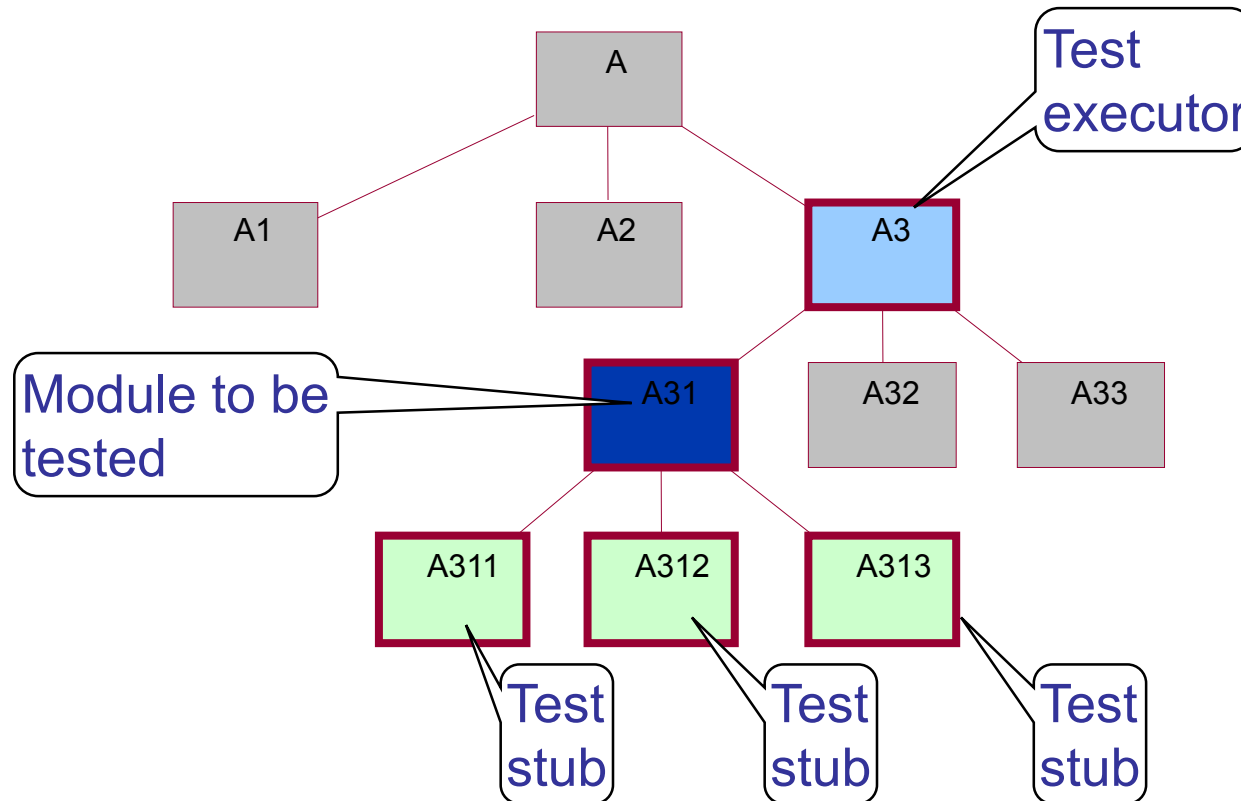 A
Test
executor
A1
A2
A3
Module to be
tested
A31
A32
A33
A311
A312
A313
Test
stub
Test
stub
Test
stub